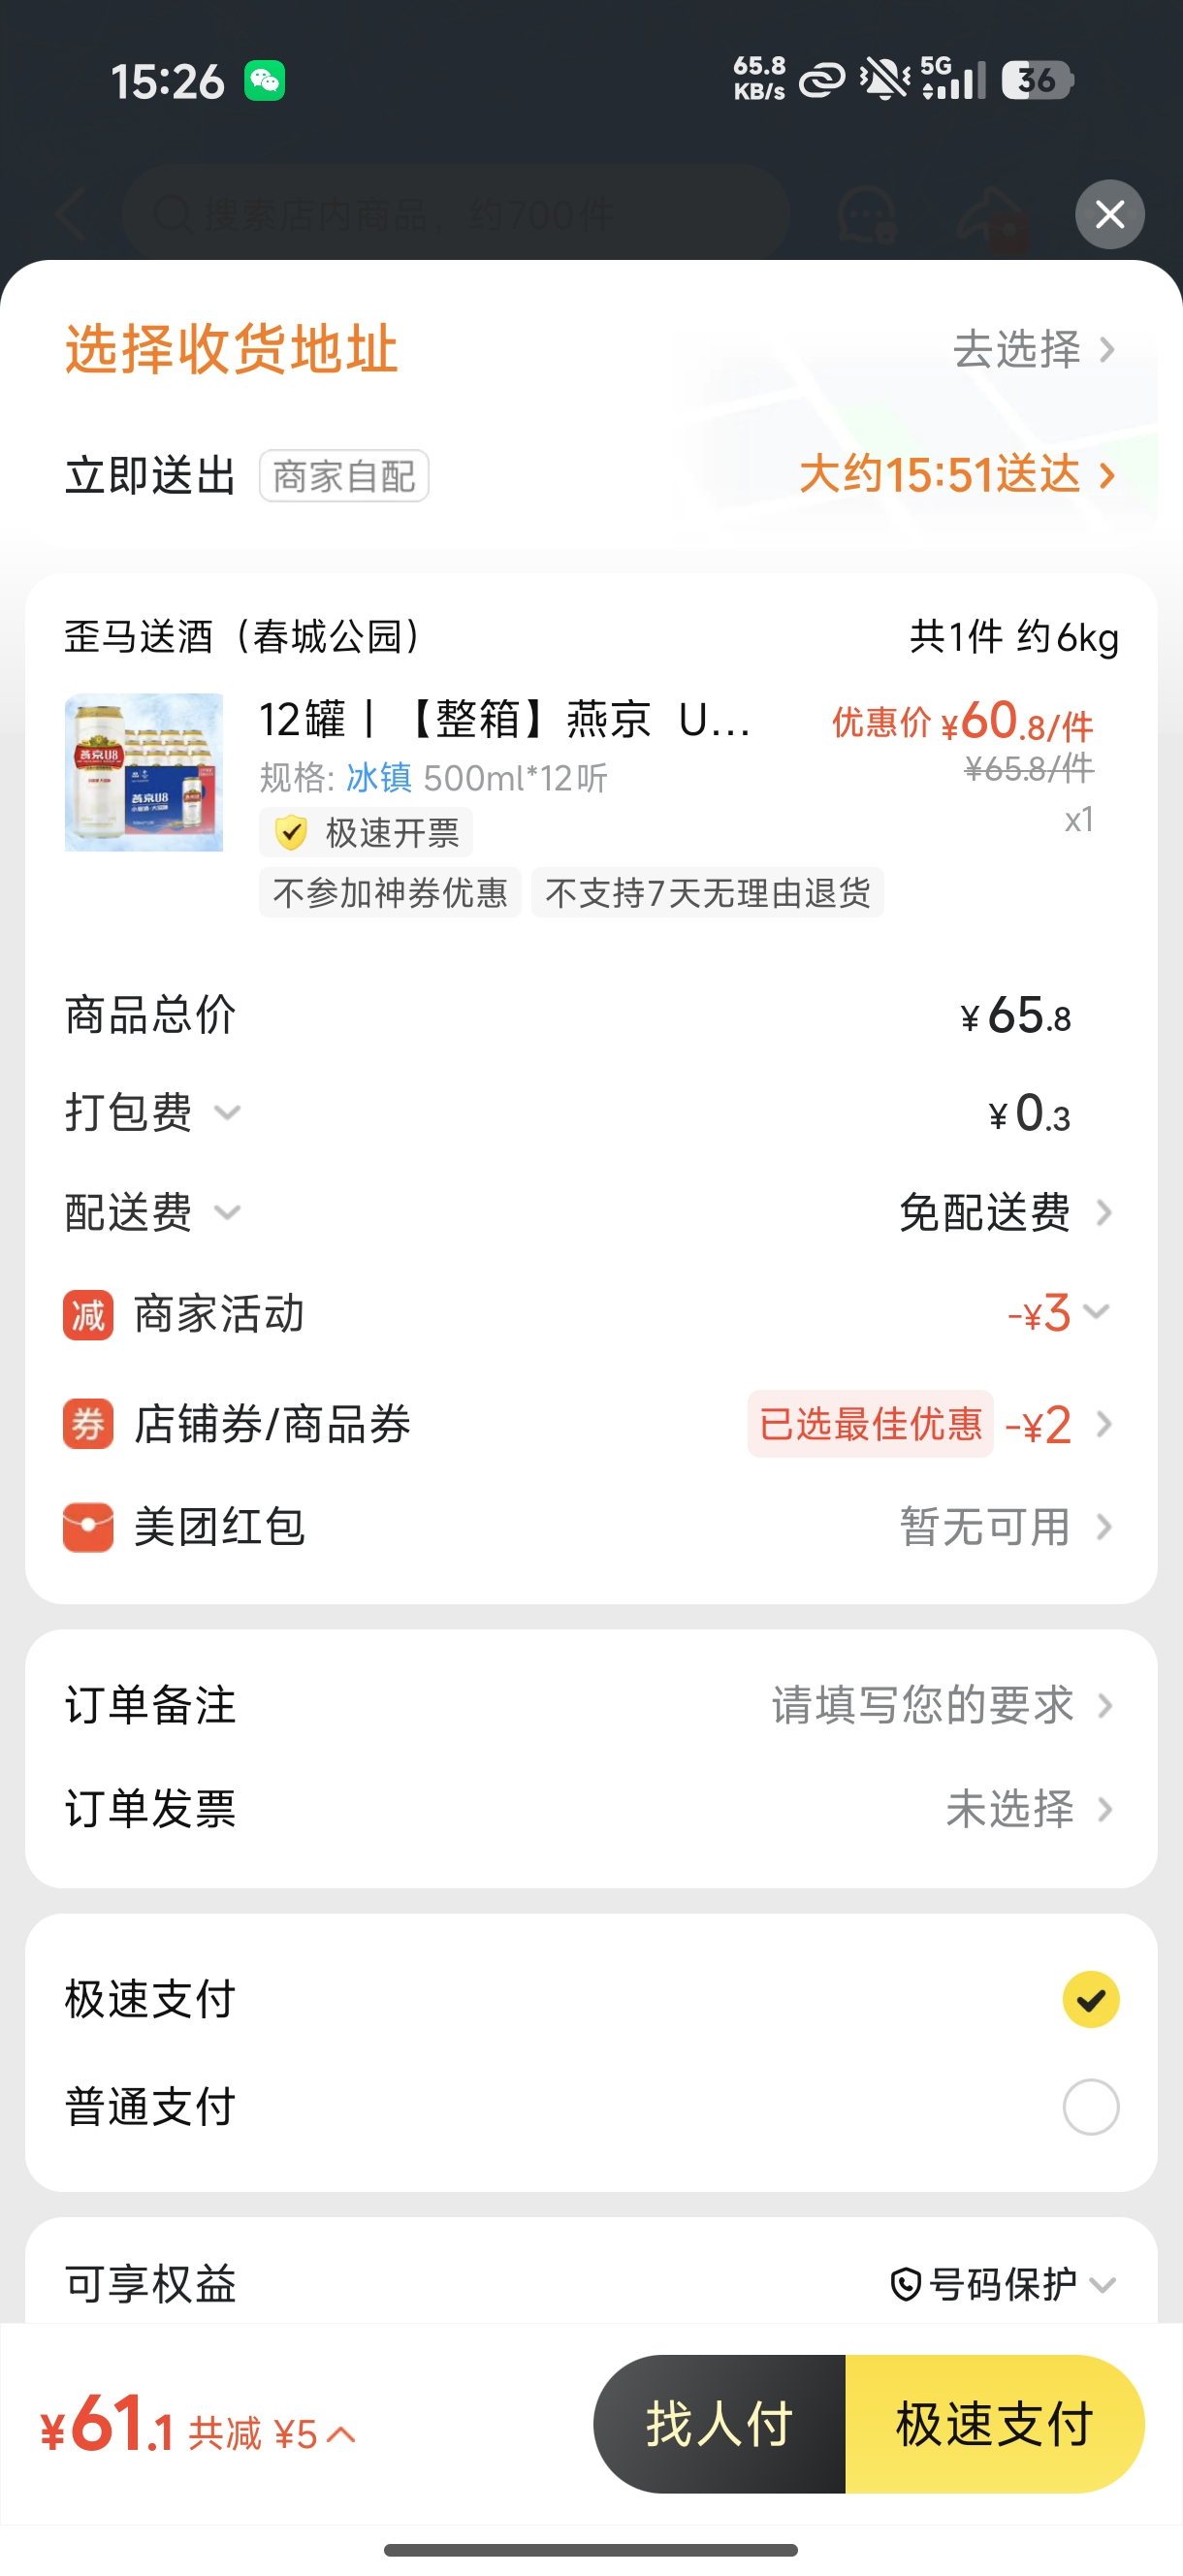 15:26
65.8 KB/s
5G
36
搜索店内商品，约700件
选择收货地址
去选择
立即送出 商家自配
大约15:51送达
歪马送酒（春城公园）
共1件 约6kg
12罐丨【整箱】燕京 U...
优惠价 ¥60.8/件
规格: 冰镇 500ml*12听
¥65.8/件
x1
极速开票
不参加神券优惠 不支持7天无理由退货
燕京U8
燕京U8
商品总价
¥65.8
打包费
¥0.3
配送费
免配送费
减 商家活动
-¥3
券 店铺券/商品券
已选最佳优惠 -¥2
美团红包
暂无可用
订单备注
请填写您的要求
订单发票
未选择
极速支付
普通支付
可享权益
号码保护
¥61.1 共减 ¥5
找人付
极速支付